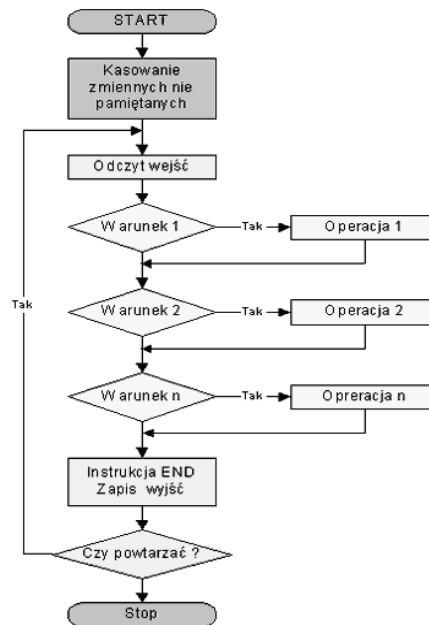 START
Kasowanie
zmiennych nie
pamiętanych
Odczyt wejść
Warunek 1
Tak
Operacja 1
Warunek 2
Tak
Operacja 2
Tak
Warunek n
Tak
Opreracja n
Instrukcja END
Zapis wyjść
Czy powtarzać ?
Stop